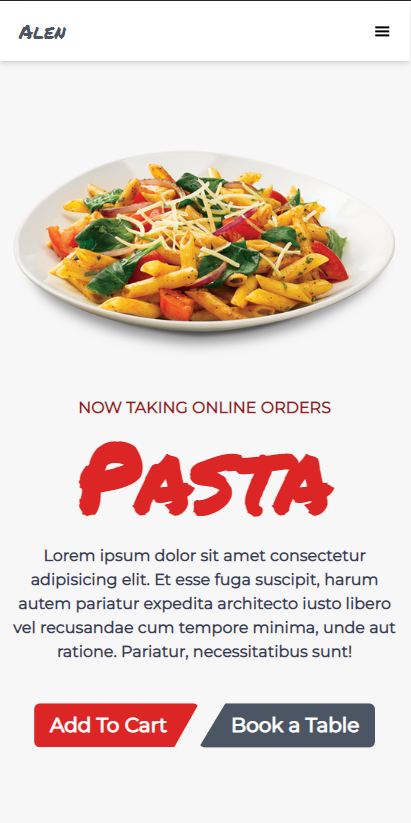 Alen
NOW TAKING ONLINE ORDERS
Pasta
Lorem ipsum dolor sit amet consectetur
adipisicing elit. Et esse fuga suscipit, harum
autem pariatur expedita architecto iusto libero
vel recusandae cum tempore minima, unde aut
ratione. Pariatur, necessitatibus sunt!
Add To Cart
Book a Table